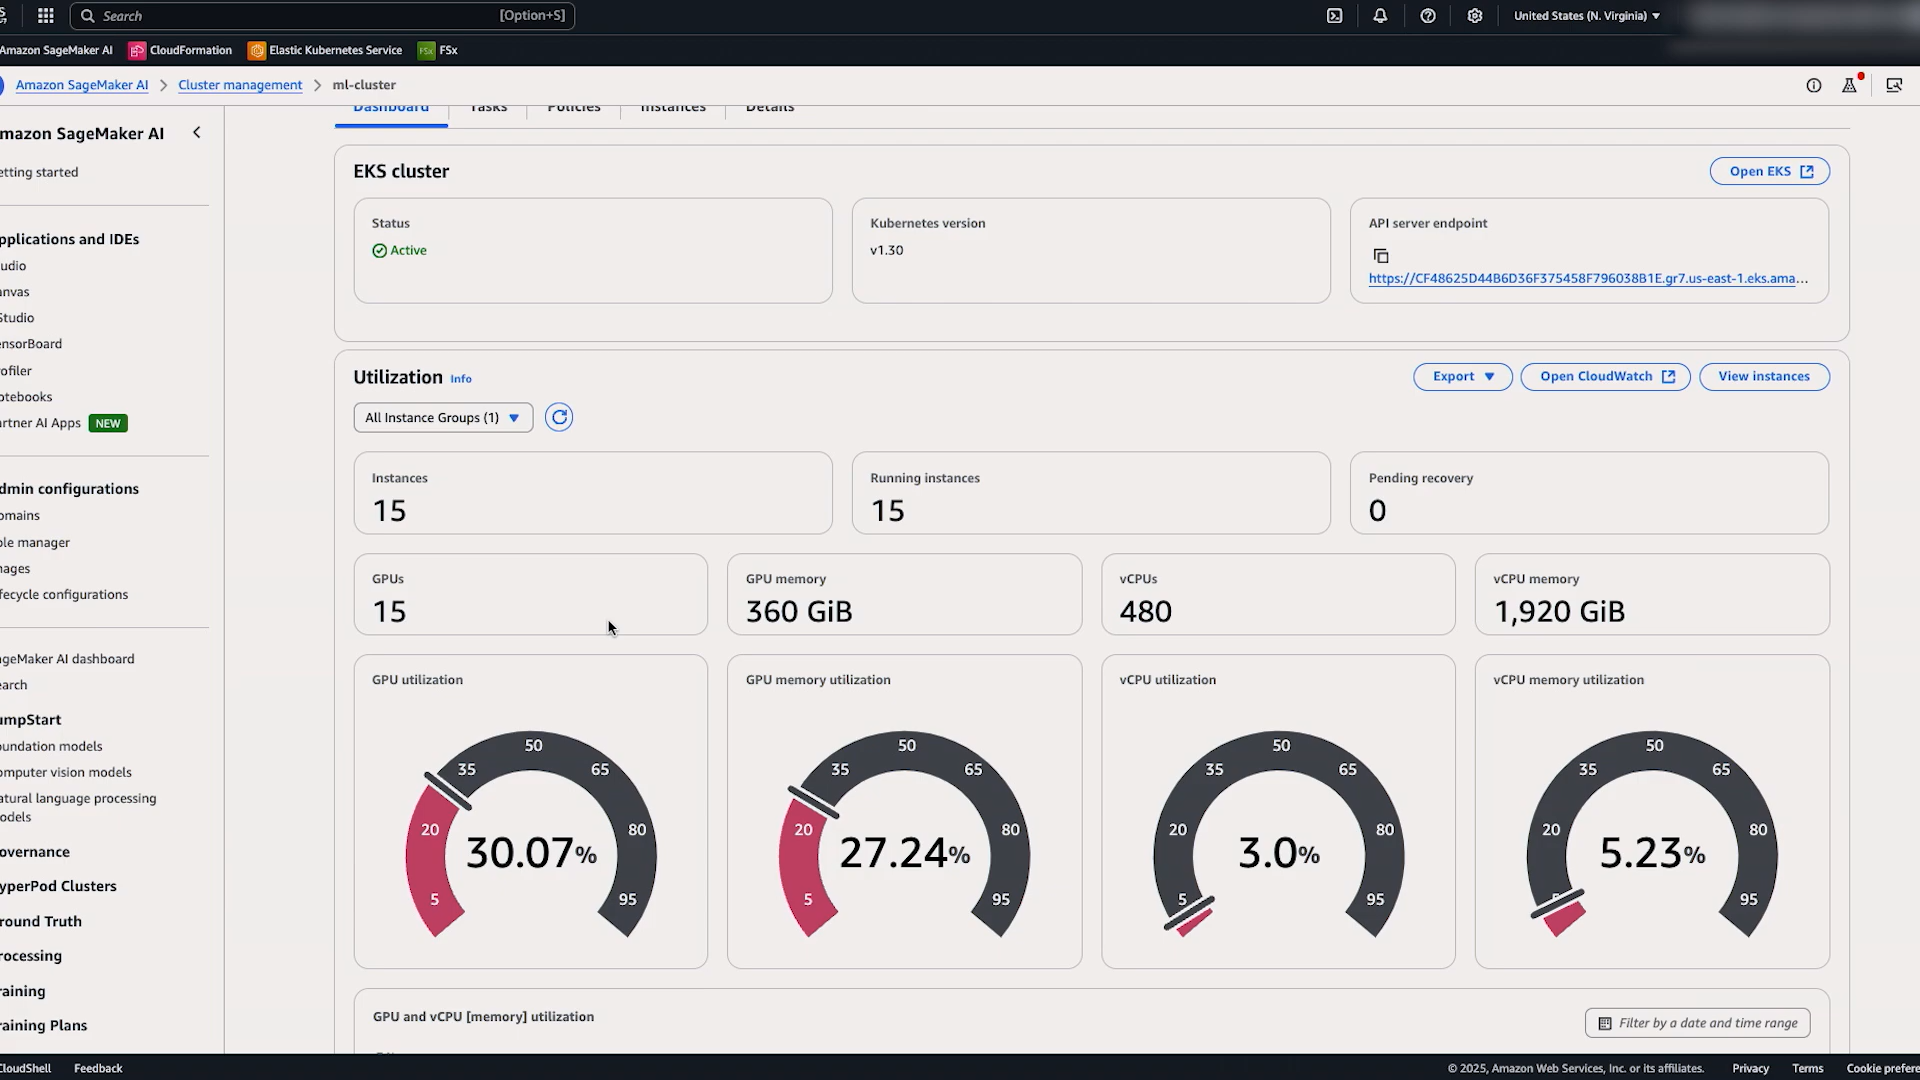 Search [Option+S] United States (N. Virginia)
Amazon SageMaker AI CloudFormation Elastic Kubernetes Service FSx FSx
Amazon SageMaker AI > Cluster management > ml-cluster
Dashboard Tasks Policies Instances Details
mazon SageMaker AI
etting started
pplications and IDEs
udio
anvas
Studio
ensorBoard
ofiler
otebooks
artner AI Apps NEW
dmin configurations
omains
ole manager
mages
fecycle configurations
ageMaker AI dashboard
earch
umpStart
oundation models
omputer vision models
atural language processing
odels
overnance
yperPod Clusters
round Truth
rocessing
raining
raining Plans
EKS cluster
Open EKS
Status
Active
Kubernetes version
v1.30
API server endpoint
https://CF48625D44B6D36F375458F796038B1E.gr7.us-east-1.eks.ama...
Utilization Info
Export Open CloudWatch View instances
All Instance Groups (1)
Instances
15
Running instances
15
Pending recovery
0
GPUs
15
GPU memory
360 GiB
vCPUs
480
vCPU memory
1,920 GiB
GPU utilization
5 20 35 50 65 80 95
30.07%
GPU memory utilization
5 20 35 50 65 80 95
27.24%
vCPU utilization
5 20 35 50 65 80 95
3.0%
vCPU memory utilization
5 20 35 50 65 80 95
5.23%
GPU and vCPU [memory] utilization
Filter by a date and time range
CloudShell Feedback © 2025, Amazon Web Services, Inc. or its affiliates. Privacy Terms Cookie prefere